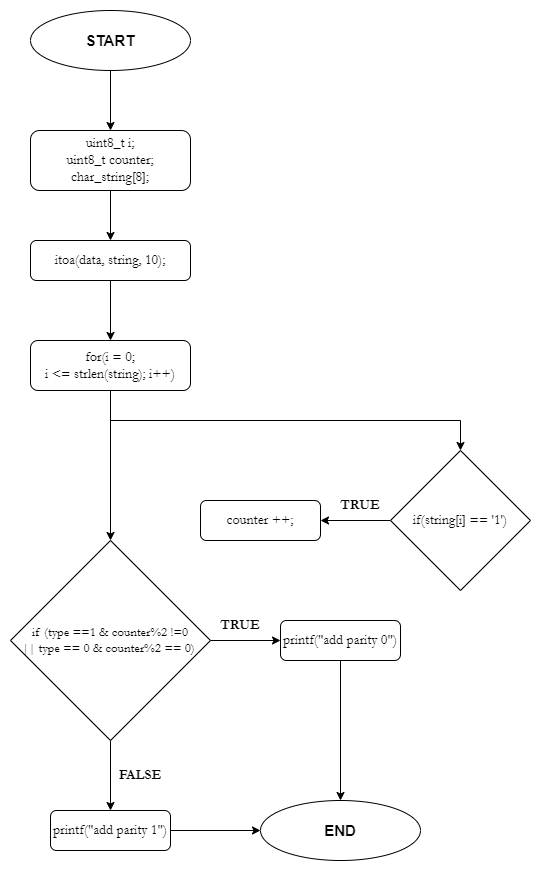 START
uint8_t i;
uint8_t counter;
char_string[8];
itoa(data, string, 10);
for(i = 0;
i <= strlen(string); i++)
if(string[i] == '1')
TRUE
counter ++;
if (type ==1 & counter%2 !=0
|| type == 0 & counter%2 == 0)
TRUE
printf("add parity 0")
FALSE
printf("add parity 1")
END